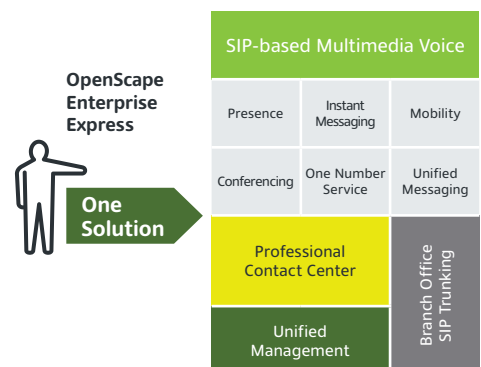 OpenScape
Enterprise
Express
One
Solution
SIP-based Multimedia Voice
Presence
Instant
Messaging
Mobility
Conferencing
One Number
Service
Unified
Messaging
Professional
Contact Center
Unified
Management
Branch Office
SIP Trunking